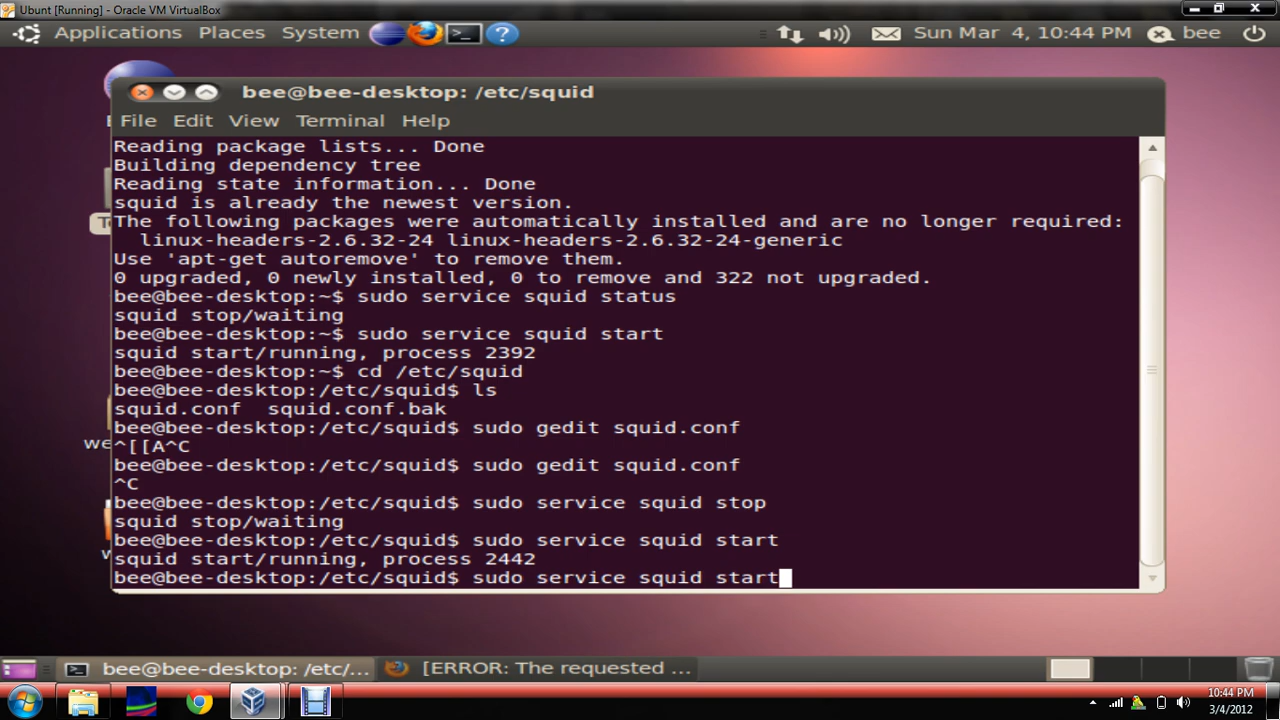 Ubunt [Running] - Oracle VM VirtualBox
Applications Places System Sun Mar 4, 10:44 PM bee
bee@bee-desktop: /etc/squid
File Edit View Terminal Help
Reading package lists... Done
Building dependency tree
Reading state information... Done
squid is already the newest version.
The following packages were automatically installed and are no longer required:
linux-headers-2.6.32-24 linux-headers-2.6.32-24-generic
Use 'apt-get autoremove' to remove them.
0 upgraded, 0 newly installed, 0 to remove and 322 not upgraded.
bee@bee-desktop:~$ sudo service squid status
squid stop/waiting
bee@bee-desktop:~$ sudo service squid start
squid start/running, process 2392
bee@bee-desktop:~$ cd /etc/squid
bee@bee-desktop:/etc/squid$ ls
squid.conf squid.conf.bak
bee@bee-desktop:/etc/squid$ sudo gedit squid.conf
^[[A^C
bee@bee-desktop:/etc/squid$ sudo gedit squid.conf
^C
bee@bee-desktop:/etc/squid$ sudo service squid stop
squid stop/waiting
bee@bee-desktop:/etc/squid$ sudo service squid start
squid start/running, process 2442
bee@bee-desktop:/etc/squid$ sudo service squid start
bee@bee-desktop: /etc/... [ERROR: The requested ...
10:44 PM
3/4/2012